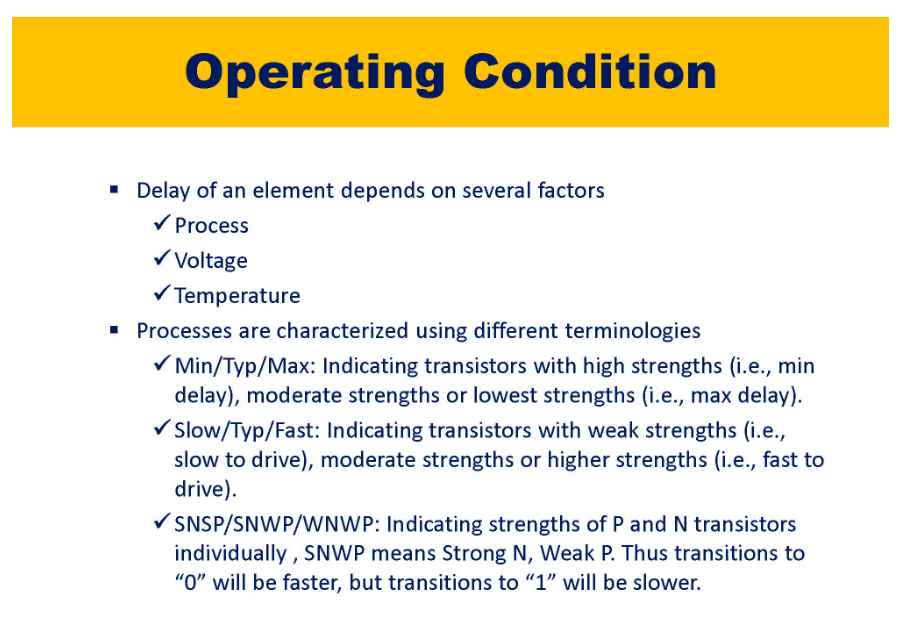 Operating Condition
▪ Delay of an element depends on several factors
✓ Process
✓ Voltage
✓ Temperature
▪ Processes are characterized using different terminologies
✓ Min/Typ/Max: Indicating transistors with high strengths (i.e., min
delay), moderate strengths or lowest strengths (i.e., max delay).
✓ Slow/Typ/Fast: Indicating transistors with weak strengths (i.e.,
slow to drive), moderate strengths or higher strengths (i.e., fast to
drive).
✓ SNSP/SNWP/WNWP: Indicating strengths of P and N transistors
individually , SNWP means Strong N, Weak P. Thus transitions to
“0” will be faster, but transitions to “1” will be slower.